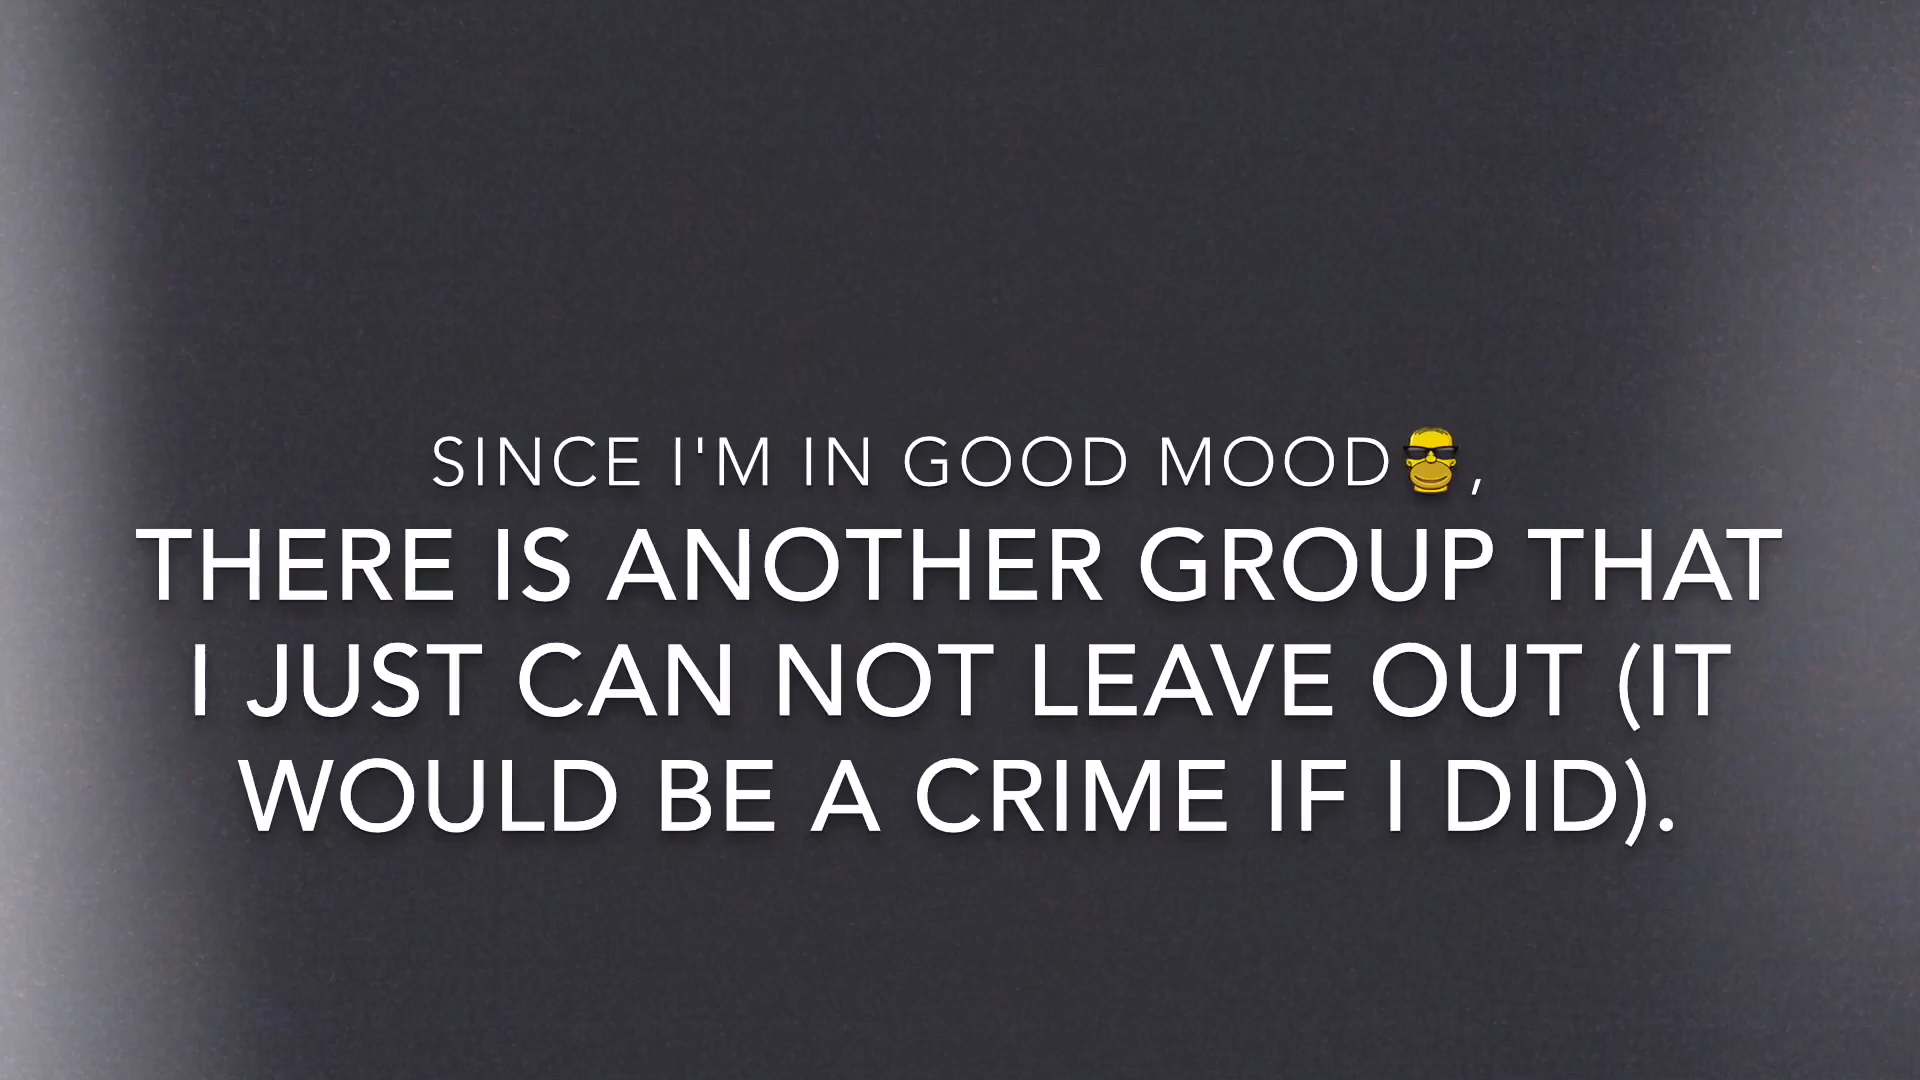 SINCE I'M IN GOOD MOOD,
THERE IS ANOTHER GROUP THAT
I JUST CAN NOT LEAVE OUT (IT
WOULD BE A CRIME IF I DID).